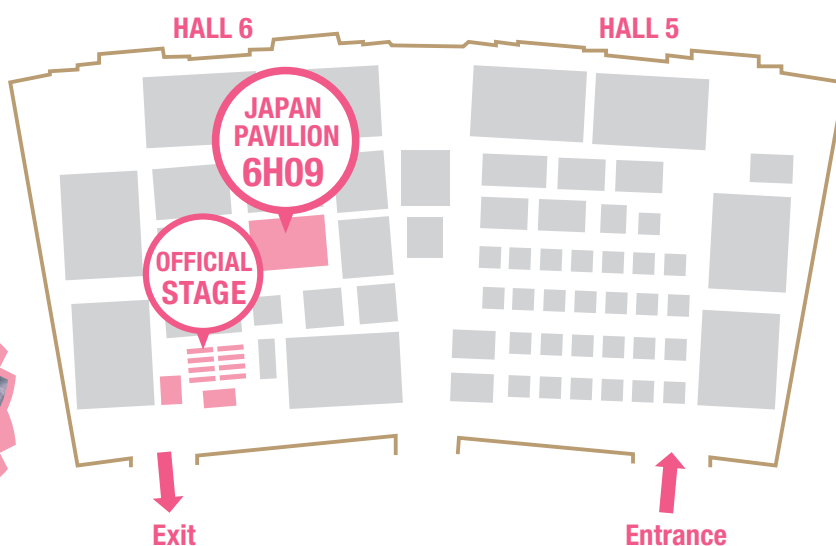 HALL 6
HALL 5
JAPAN
PAVILION
6H09
OFFICIAL
STAGE
Exit
Entrance